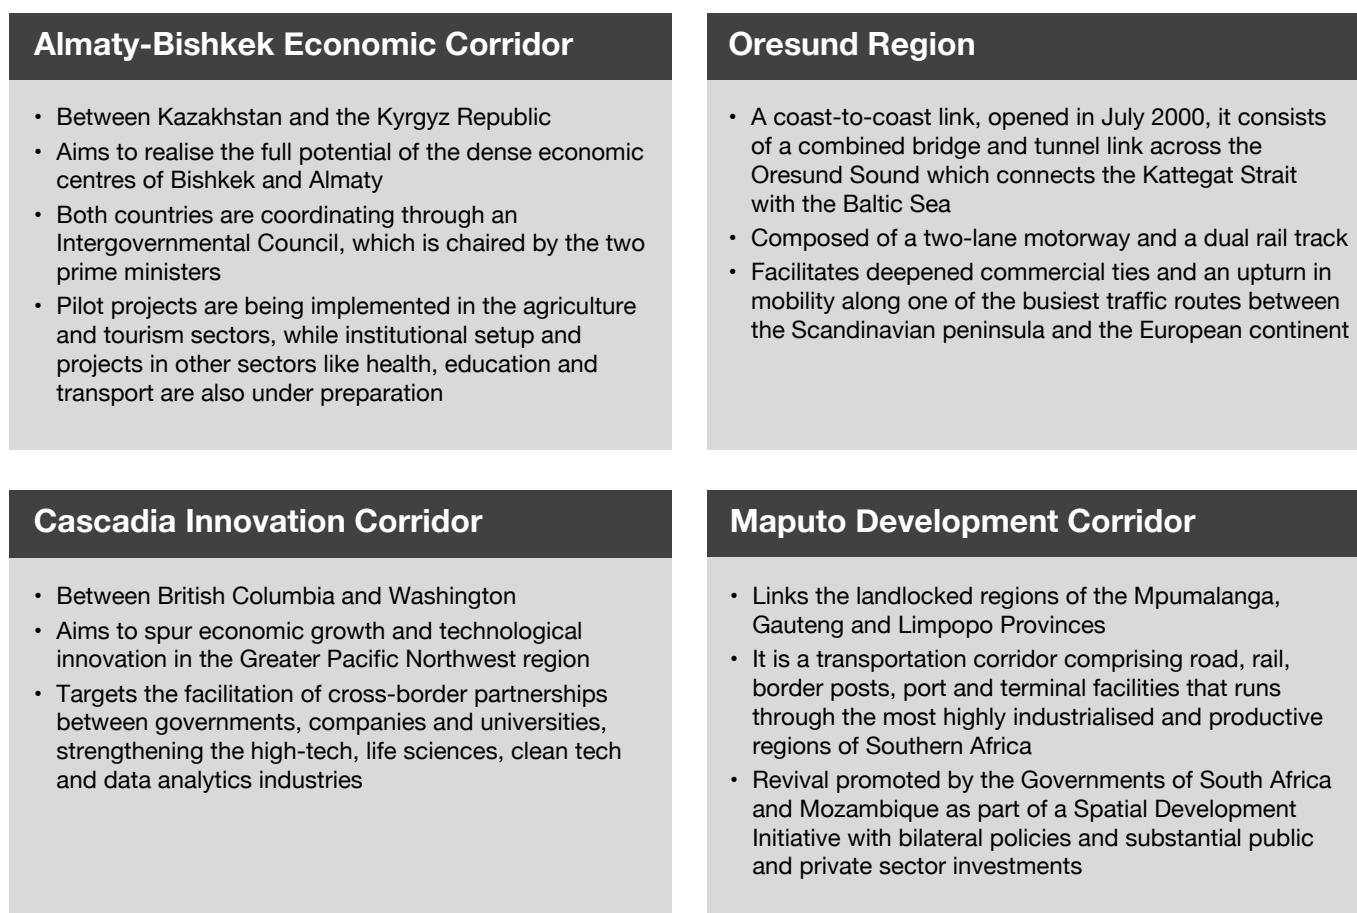 Almaty-Bishkek Economic Corridor
• Between Kazakhstan and the Kyrgyz Republic
• Aims to realise the full potential of the dense economic
centres of Bishkek and Almaty
• Both countries are coordinating through an
Intergovernmental Council, which is chaired by the two
prime ministers
• Pilot projects are being implemented in the agriculture
and tourism sectors, while institutional setup and
projects in other sectors like health, education and
transport are also under preparation
Oresund Region
• A coast-to-coast link, opened in July 2000, it consists
of a combined bridge and tunnel link across the
Oresund Sound which connects the Kattegat Strait
with the Baltic Sea
• Composed of a two-lane motorway and a dual rail track
• Facilitates deepened commercial ties and an upturn in
mobility along one of the busiest traffic routes between
the Scandinavian peninsula and the European continent
Cascadia Innovation Corridor
• Between British Columbia and Washington
• Aims to spur economic growth and technological
innovation in the Greater Pacific Northwest region
• Targets the facilitation of cross-border partnerships
between governments, companies and universities,
strengthening the high-tech, life sciences, clean tech
and data analytics industries
Maputo Development Corridor
• Links the landlocked regions of the Mpumalanga,
Gauteng and Limpopo Provinces
• It is a transportation corridor comprising road, rail,
border posts, port and terminal facilities that runs
through the most highly industrialised and productive
regions of Southern Africa
• Revival promoted by the Governments of South Africa
and Mozambique as part of a Spatial Development
Initiative with bilateral policies and substantial public
and private sector investments